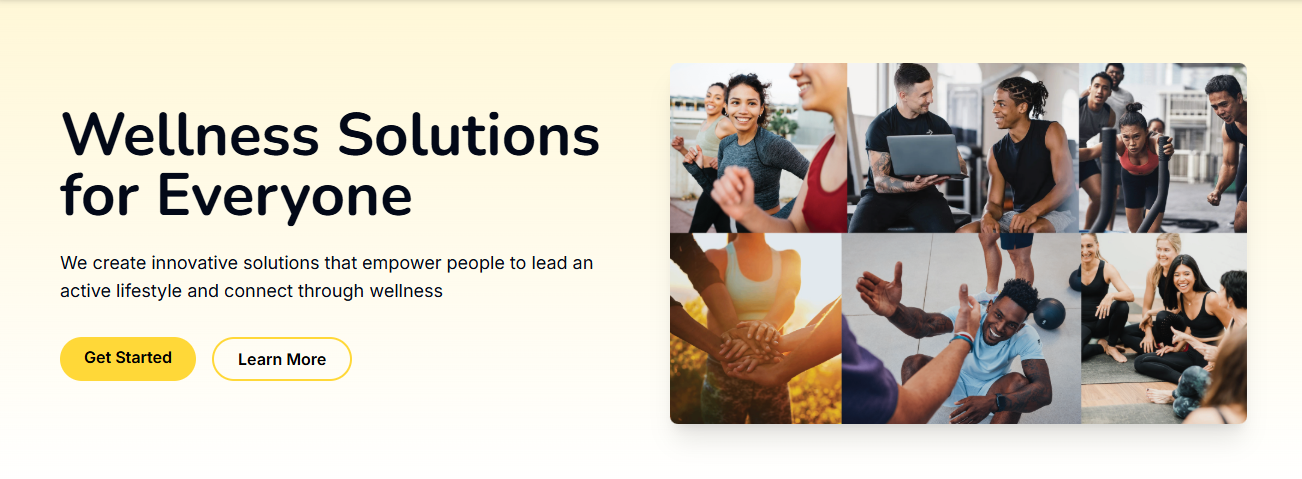 Wellness Solutions
for Everyone
We create innovative solutions that empower people to lead an
active lifestyle and connect through wellness
Get Started
Learn More